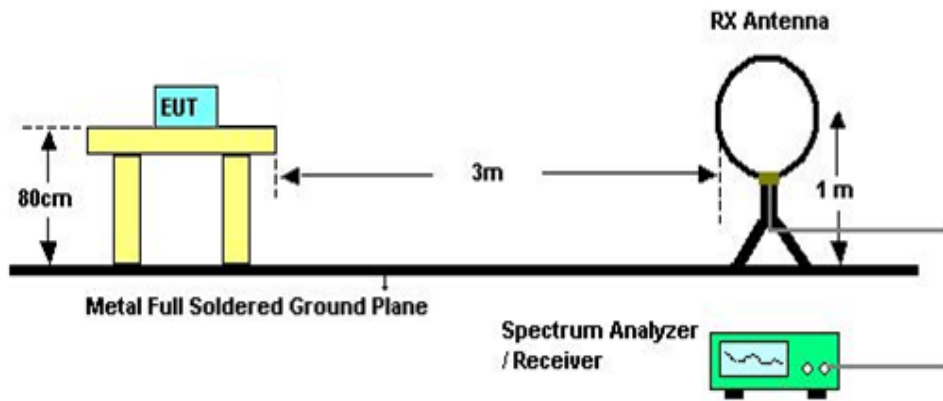 RX Antenna
EUT
3m
80cm
1 m
Metal Full Soldered Ground Plane
Spectrum Analyzer
/ Receiver